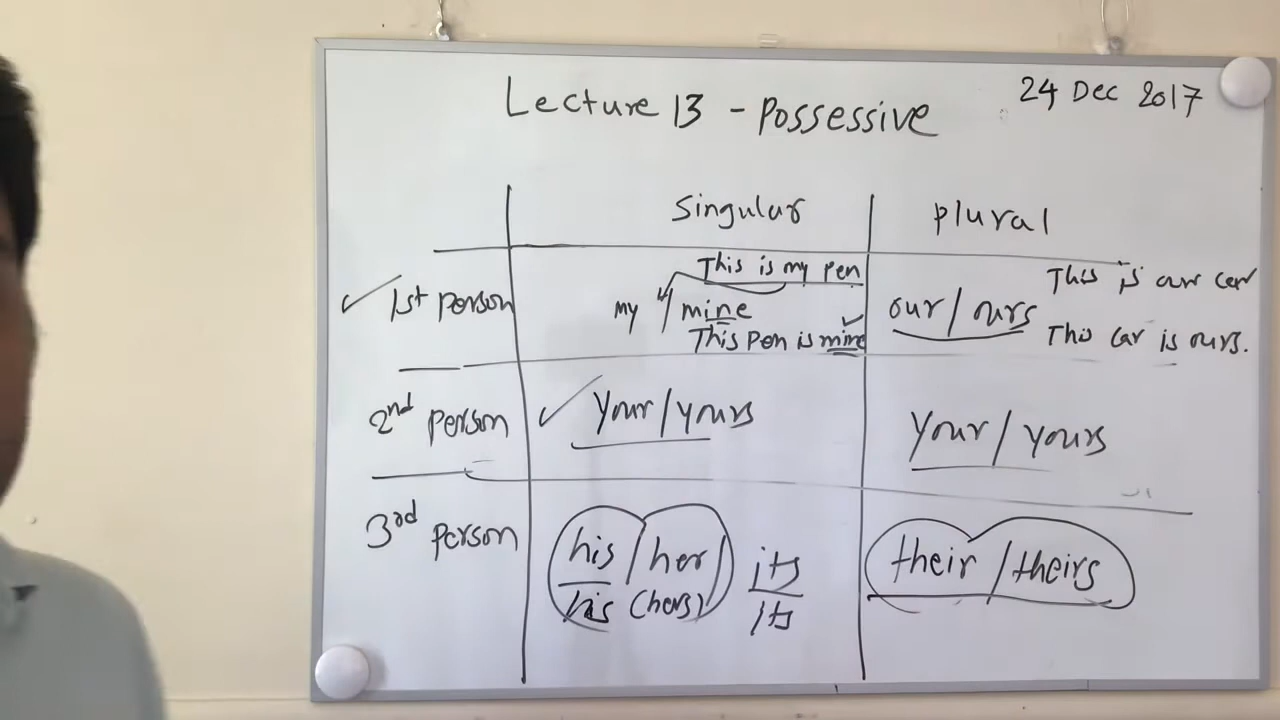 Lecture 13 - Possessive
24 Dec 2017
Singular
plural
This is my pen
1st person
my / mine
This Pen is mine
our / ours
This is our
This car is ours.
2nd person
Your / yours
Your / yours
3rd person
his / her / its
his (hers) Its
their / theirs